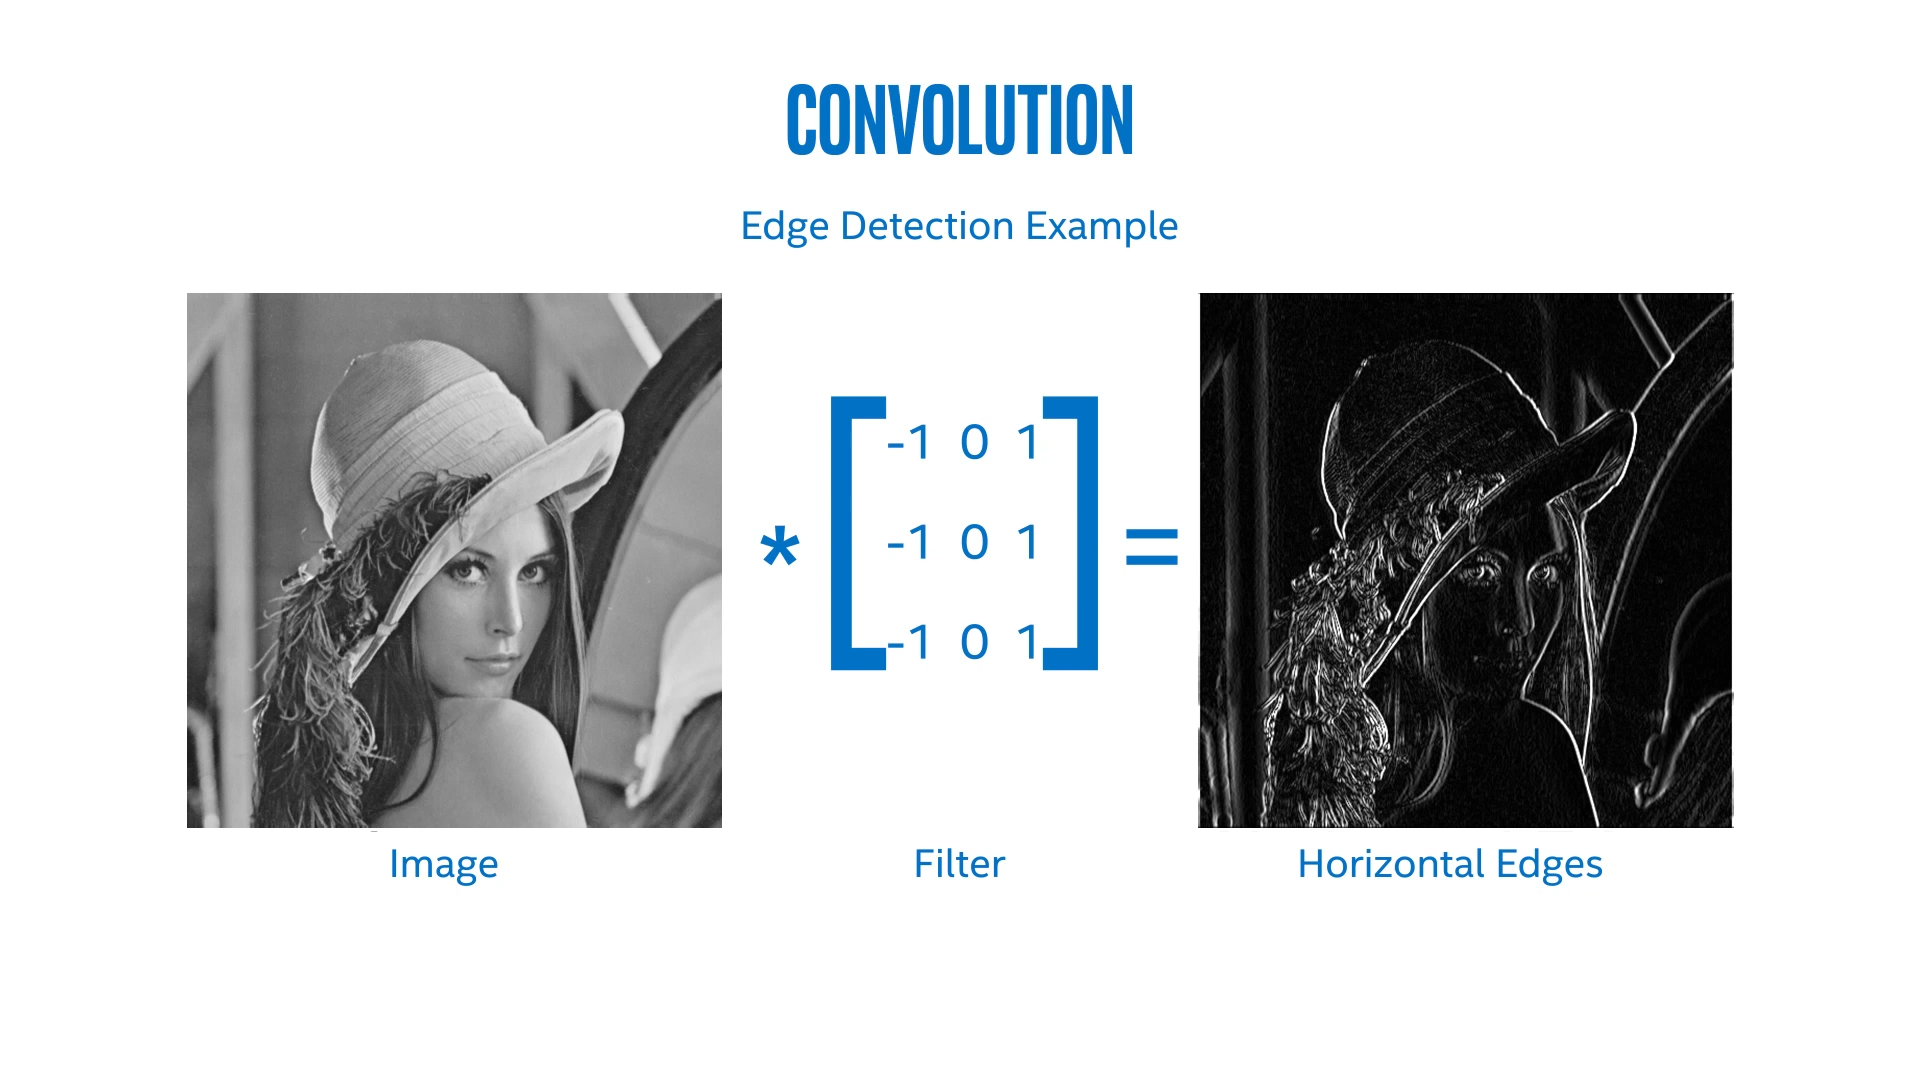 CONVOLUTION
Edge Detection Example
* [ -1 0 1 ] =
-1 0 1
-1 0 1
Image
Filter
Horizontal Edges